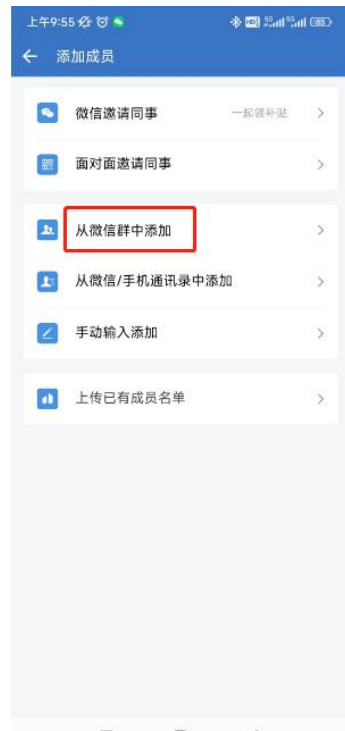 上午9:55
添加成员
微信邀请同事 一起领补贴
面对面邀请同事
从微信群中添加
从微信/手机通讯录中添加
手动输入添加
上传已有成员名单